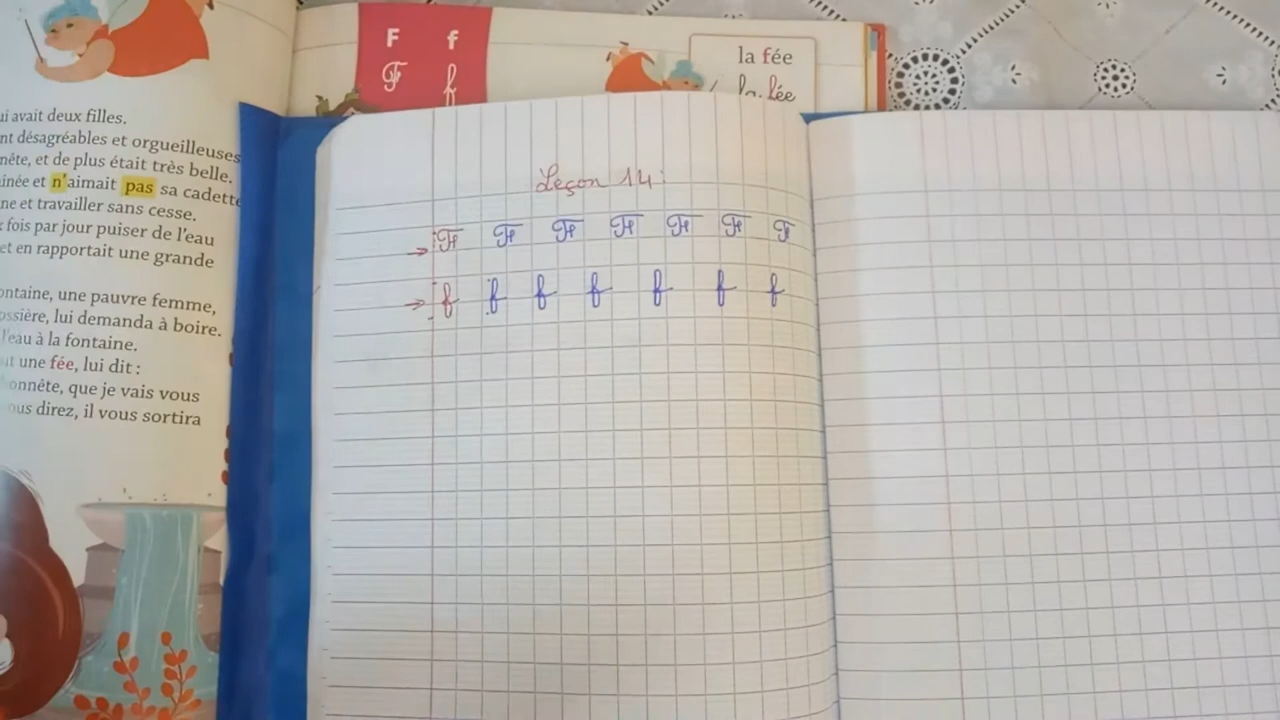 F f
F f
la fée
la fée
ui avait deux filles.
nt désagréables et orgueilleuses
nête, et de plus était très belle.
inée et n'aimait pas sa cadette
ne et travailler sans cesse.
fois par jour puiser de l'eau
et en rapportait une grande
ontaine, une pauvre femme,
ossière, lui demanda à boire.
l'eau à la fontaine.
it une fée, lui dit :
onnête, que je vais vous
ous direz, il vous sortira
Leçon 14:
F F F F F F F
f f f f f f f